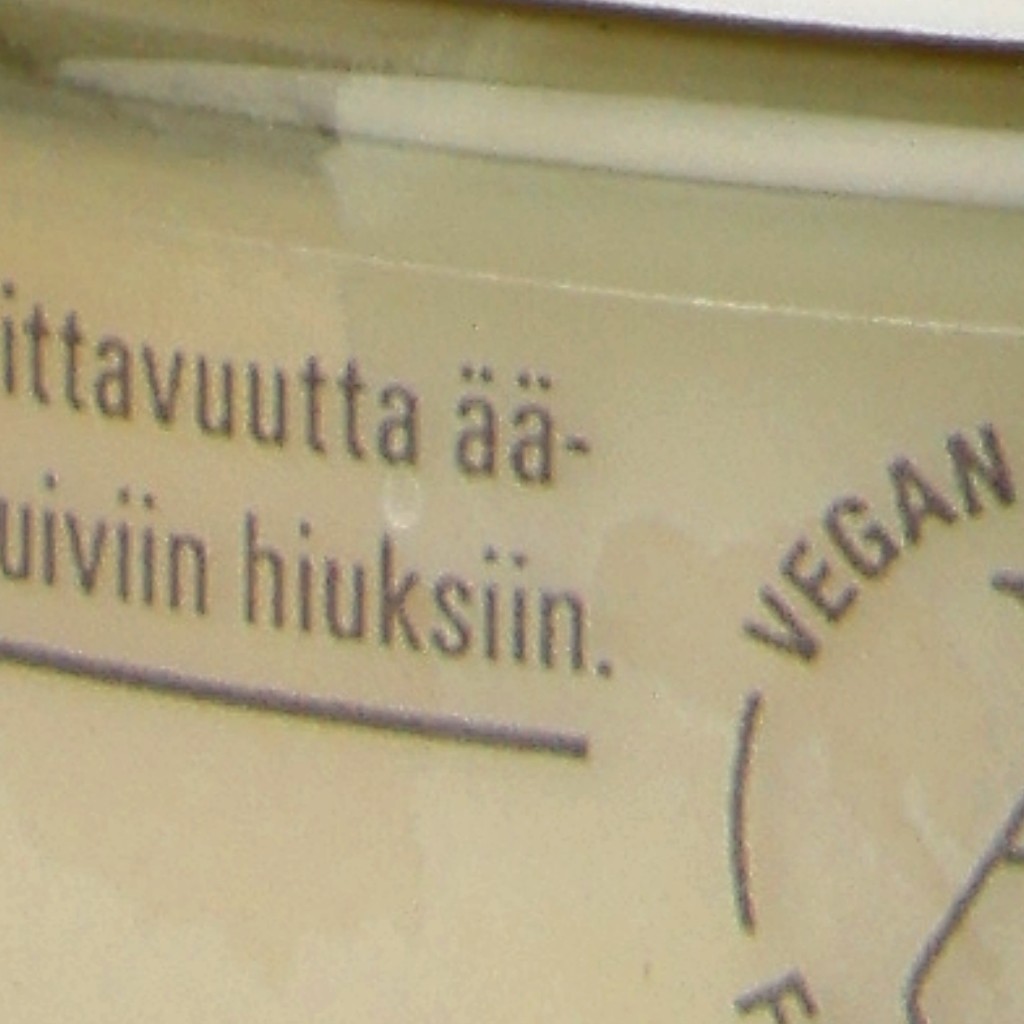 ittavuutta ää-
uiviin hiuksiin.
VEGAN
F